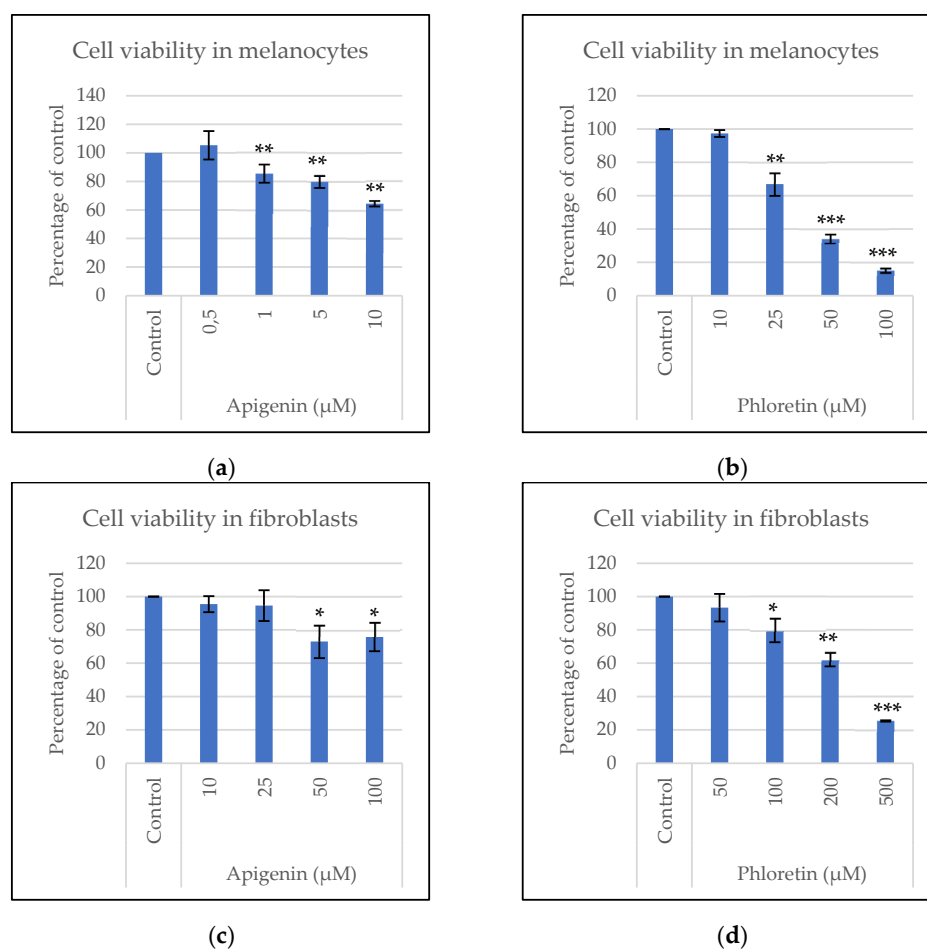 Cell viability in melanocytes
Percentage of control
140
120
100
80
60
40
20
0
**
**
**
Control
0,5
1
5
10
Apigenin (µM)
(a)
Cell viability in melanocytes
Percentage of control
120
100
80
60
40
20
0
**
***
***
Control
10
25
50
100
Phloretin (µM)
(b)
Cell viability in fibroblasts
Percentage of control
120
100
80
60
40
20
0
*
*
Control
10
25
50
100
Apigenin (µM)
(c)
Cell viability in fibroblasts
Percentage of control
120
100
80
60
40
20
0
*
**
***
Control
50
100
200
500
Phloretin (µM)
(d)